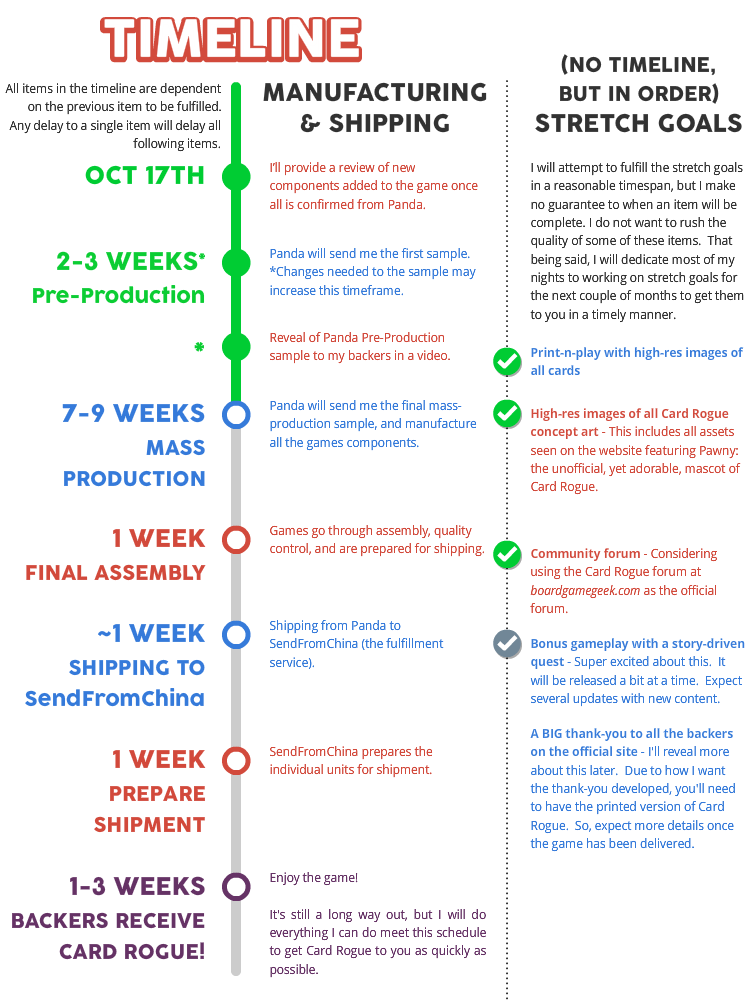 TIMELINE
All items in the timeline are dependent
on the previous item to be fulfilled.
Any delay to a single item will delay all
following items.
MANUFACTURING
& SHIPPING
OCT 17TH
I'll provide a review of new
components added to the game once
all is confirmed from Panda.
2-3 WEEKS*
Pre-Production
Panda will send me the first sample.
*Changes needed to the sample may
increase this timeframe.
*
Reveal of Panda Pre-Production
sample to my backers in a video.
7-9 WEEKS
MASS
PRODUCTION
Panda will send me the final mass-
production sample, and manufacture
all the games components.
1 WEEK
FINAL ASSEMBLY
Games go through assembly, quality
control, and are prepared for shipping.
~1 WEEK
SHIPPING TO
SendFromChina
Shipping from Panda to
SendFromChina (the fulfillment
service).
1 WEEK
PREPARE
SHIPMENT
SendFromChina prepares the
individual units for shipment.
1-3 WEEKS
BACKERS RECEIVE
CARD ROGUE!
Enjoy the game!
It's still a long way out, but I will do
everything I can do meet this schedule
to get Card Rogue to you as quickly as
possible.
(NO TIMELINE,
BUT IN ORDER)
STRETCH GOALS
I will attempt to fulfill the stretch goals
in a reasonable timespan, but I make
no guarantee to when an item will be
complete. I do not want to rush the
quality of some of these items.  That
being said, I will dedicate most of my
nights to working on stretch goals for
the next couple of months to get them
to you in a timely manner.
Print-n-play with high-res images of
all cards
High-res images of all Card Rogue
concept art - This includes all assets
seen on the website featuring Pawny:
the unofficial, yet adorable, mascot of
Card Rogue.
Community forum - Considering
using the Card Rogue forum at
boardgamegeek.com as the official
forum.
Bonus gameplay with a story-driven
quest - Super excited about this.  It
will be released a bit at a time.  Expect
several updates with new content.
A BIG thank-you to all the backers
on the official site - I'll reveal more
about this later.  Due to how I want
the thank-you developed, you'll need
to have the printed version of Card
Rogue.  So, expect more details once
the game has been delivered.